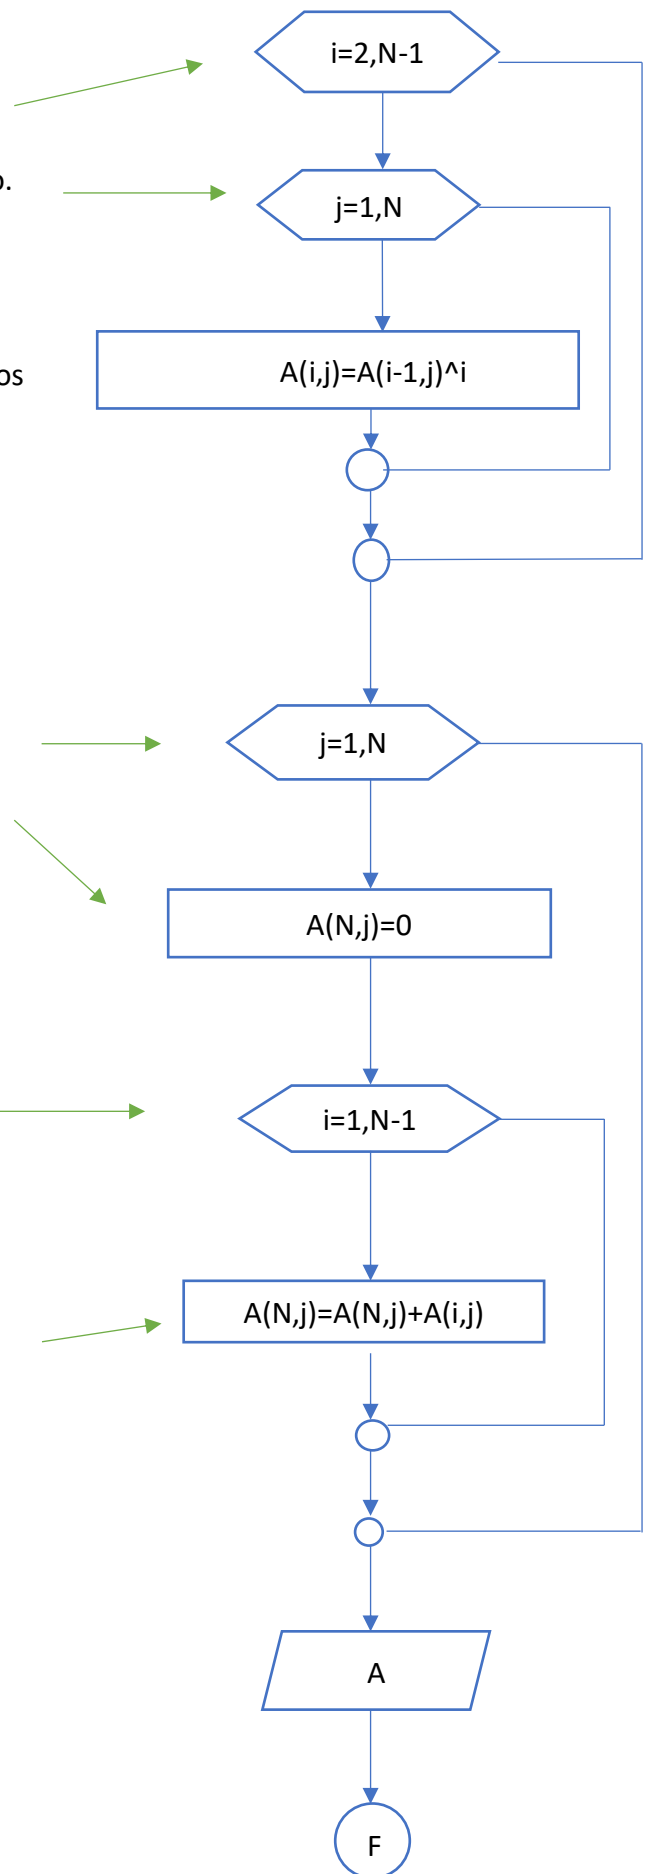 i=2,N-1
j=1,N
A(i,j)=A(i-1,j)^i
j=1,N
A(N,j)=0
i=1,N-1
A(N,j)=A(N,j)+A(i,j)
A
F